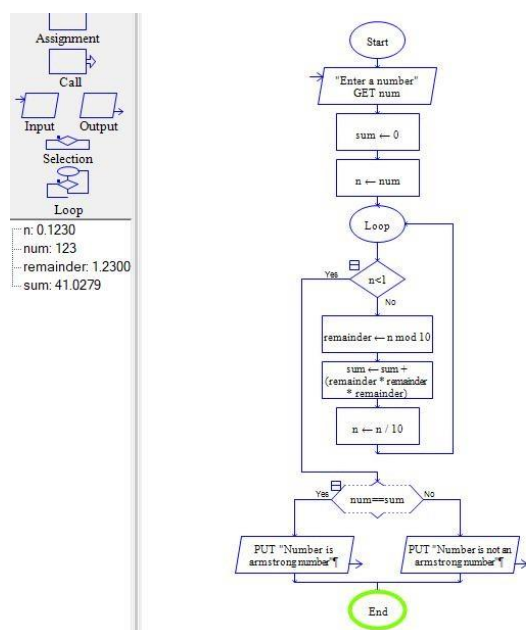 Assignment
Call
Input Output
Selection
Loop
n: 0.1230
num: 123
remainder: 1.2300
sum: 41.0279
Start
"Enter a number"
GET num
sum ← 0
n ← num
Loop
Yes
n<1
No
remainder ← n mod 10
sum ← sum +
(remainder * remainder
* remainder)
n ← n / 10
Yes
num==sum
No
PUT "Number is
armstrong number"¶
PUT "Number is not an
armstrong number"¶
End